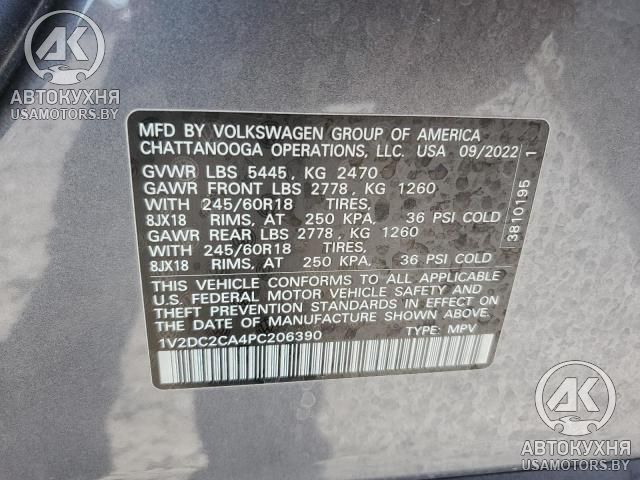 АК
АВТОКУХНЯ
USAMOTORS.BY
MFD BY VOLKSWAGEN GROUP OF AMERICA
CHATTANOOGA OPERATIONS, LLC. USA 09/2022
GVWR LBS 5445, KG 2470
GAWR FRONT LBS 2778, KG 1260
WITH 245/60R18 TIRES,
8JX18 RIMS, AT 250 KPA, 36 PSI COLD
GAWR REAR LBS 2778, KG 1260
WITH 245/60R18 TIRES,
8JX18 RIMS, AT 250 KPA, 36 PSI COLD
THIS VEHICLE CONFORMS TO ALL APPLICABLE
U.S. FEDERAL MOTOR VEHICLE SAFETY AND
THEFT PREVENTION STANDARDS IN EFFECT ON
THE DATE OF MANUFACTURE SHOWN ABOVE.
1V2DC2CA4PC206390 TYPE: MPV
3810195 1
АК
АВТОКУХНЯ
USAMOTORS.BY